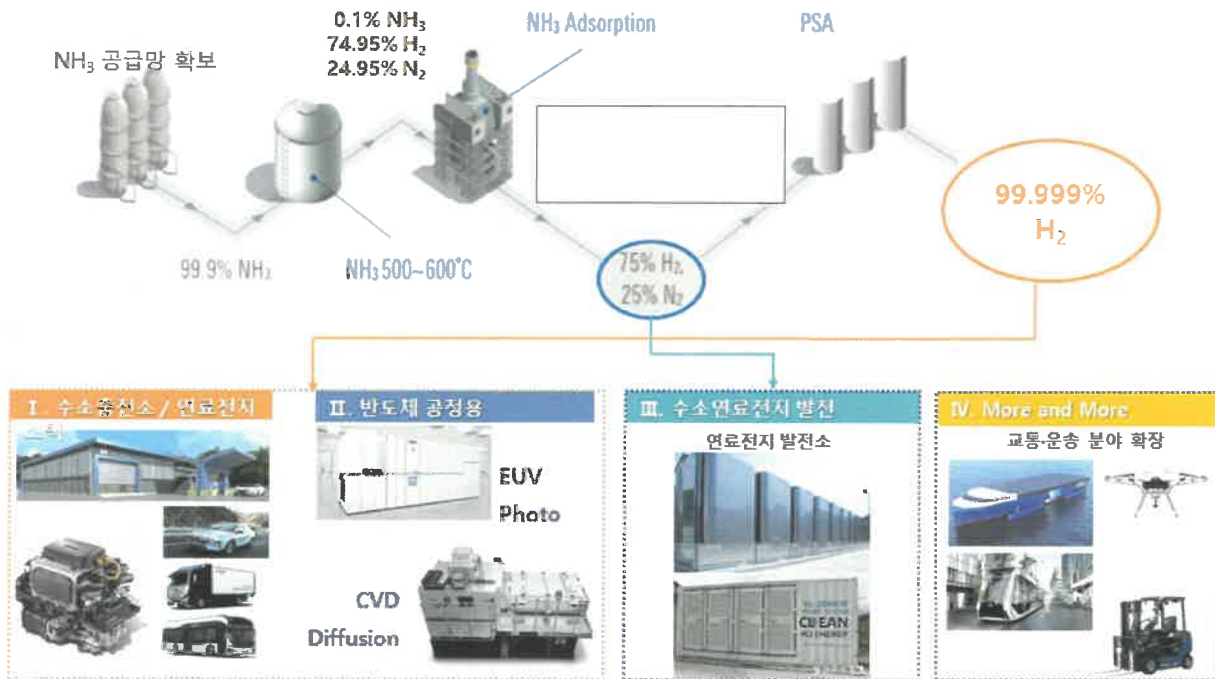 0.1% NH₃
74.95% H₂
24.95% N₂
NH₃ Adsorption
PSA
NH₃ 공급망 확보
99.9% NH₃
NH₃ 500~600°C
75% H₂,
25% N₂
99.999%
H₂
Ⅰ. 수소충전소 / 연료전지
스택
Ⅱ. 반도체 공정용
EUV
Photo
CVD
Diffusion
Ⅲ. 수소연료전지 발전
연료전지 발전소
CLEAN
ENERGY
Ⅳ. More and More
교통·운송 분야 확장